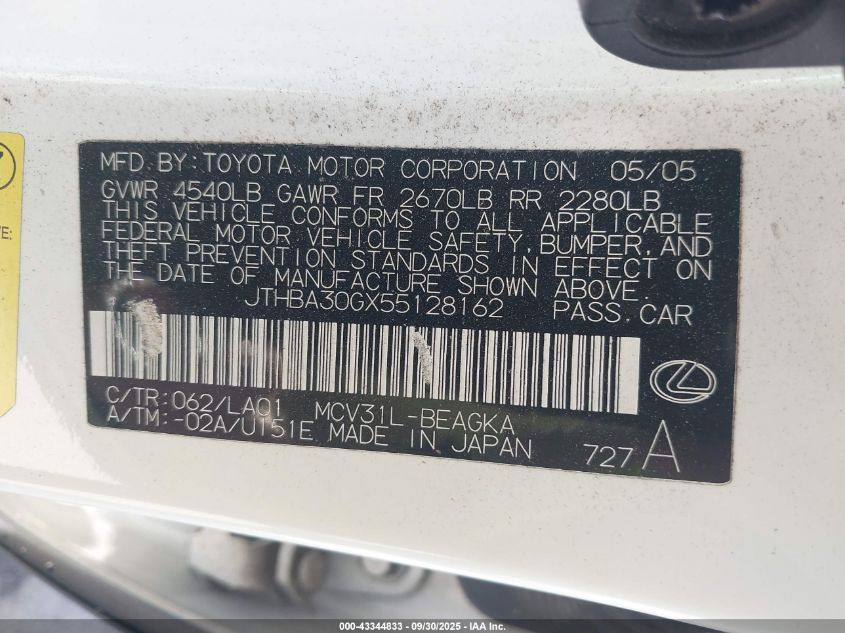 MFD.BY:TOYOTA MOTOR CORPORATION 05/05
GVWR 4540LB GAWR FR 2670LB RR 2280LB
THIS VEHICLE CONFORMS TO ALL APPLICABLE
FEDERAL MOTOR VEHICLE SAFETY, BUMPER, AND
THEFT PREVENTION STANDARDS IN EFFECT ON
THE DATE OF MANUFACTURE SHOWN ABOVE.
JTHBA30GX55128162 PASS.CAR
C/TR:062/LA01 MCV31L-BEAGKA
A/TM:-02A/U151E MADE IN JAPAN
727A
000-43344833 - 09/30/2025 - IAA Inc.